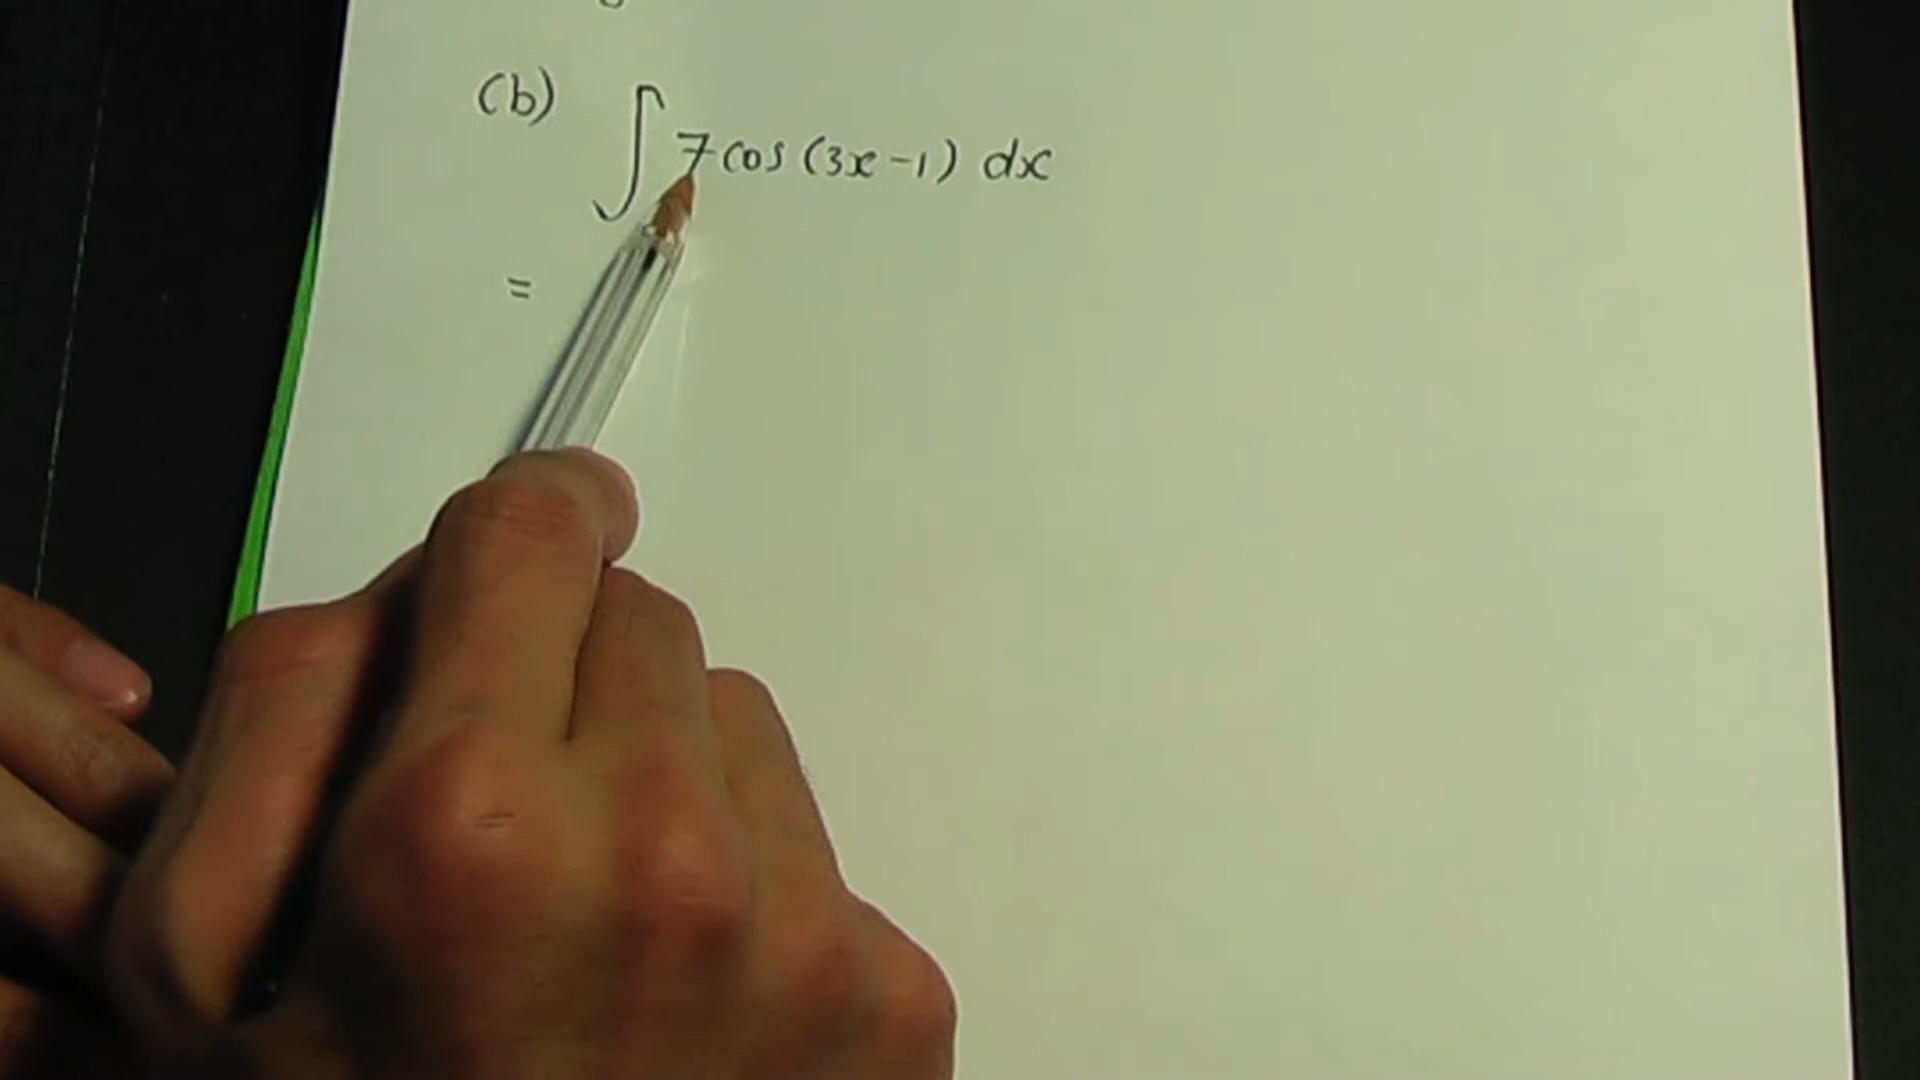 (b) ∫ 7cos (3x-1) dx
=